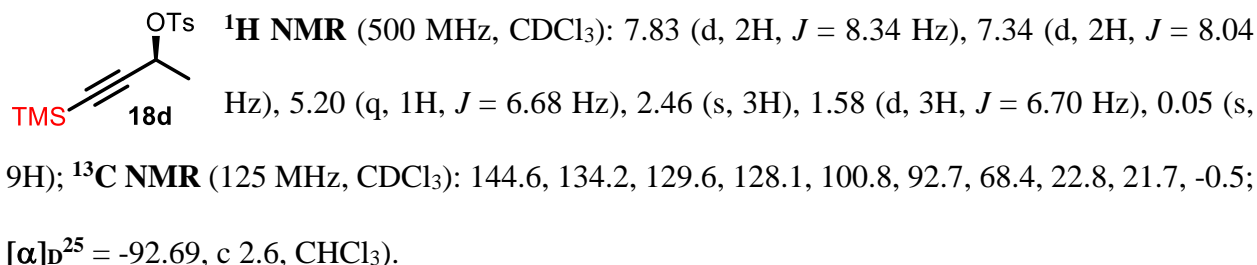 OTs
TMS
18d
¹H NMR (500 MHz, CDCl₃): 7.83 (d, 2H, J = 8.34 Hz), 7.34 (d, 2H, J = 8.04
Hz), 5.20 (q, 1H, J = 6.68 Hz), 2.46 (s, 3H), 1.58 (d, 3H, J = 6.70 Hz), 0.05 (s,
9H); ¹³C NMR (125 MHz, CDCl₃): 144.6, 134.2, 129.6, 128.1, 100.8, 92.7, 68.4, 22.8, 21.7, -0.5;
[α]D²⁵ = -92.69, c 2.6, CHCl₃).